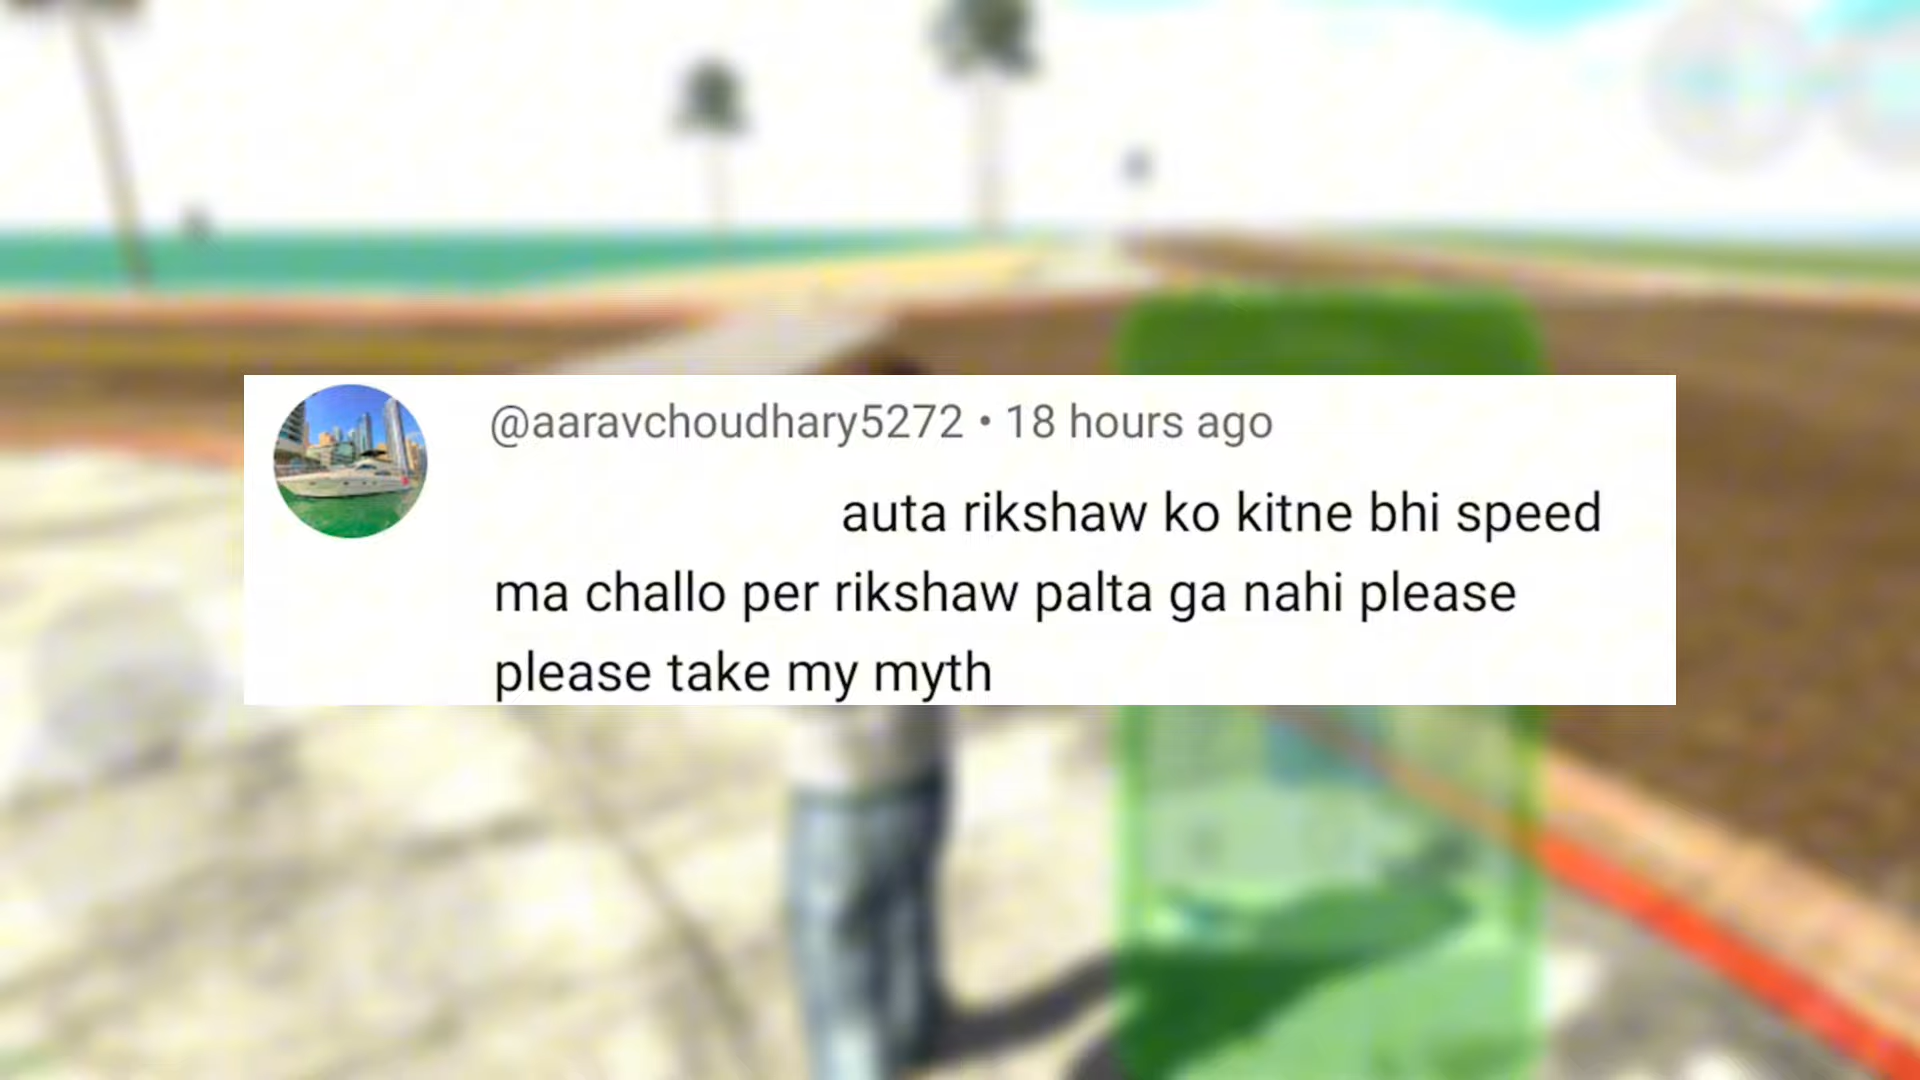 @aaravchoudhary5272 • 18 hours ago
auta rikshaw ko kitne bhi speed
ma challo per rikshaw palta ga nahi please
please take my myth